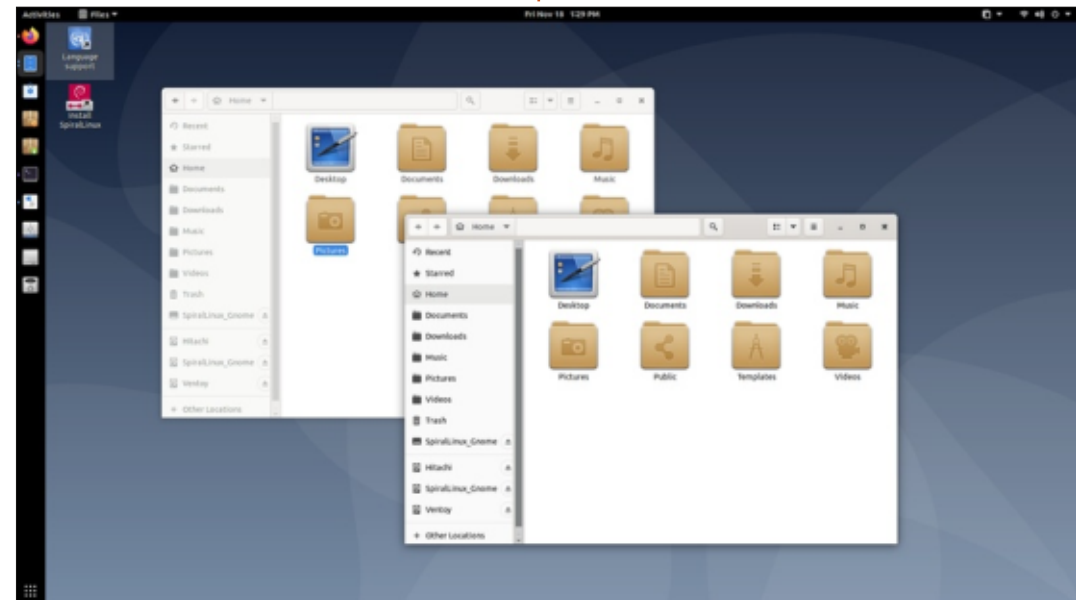 Activities Files
Fri Nov 18 1:29 PM
Language
support
Install
SpiralLinux
Home
Recent
Starred
Home
Documents
Downloads
Music
Pictures
Videos
Trash
SpiralLinux_Gnome
Hitachi
SpiralLinux_Gnome
Ventoy
Other Locations
Desktop Documents Downloads Music
Pictures
Home
Recent
Starred
Home
Documents
Downloads
Music
Pictures
Videos
Trash
SpiralLinux_Gnome
Hitachi
SpiralLinux_Gnome
Ventoy
Other Locations
Desktop Documents Downloads Music
Pictures Public Templates Videos